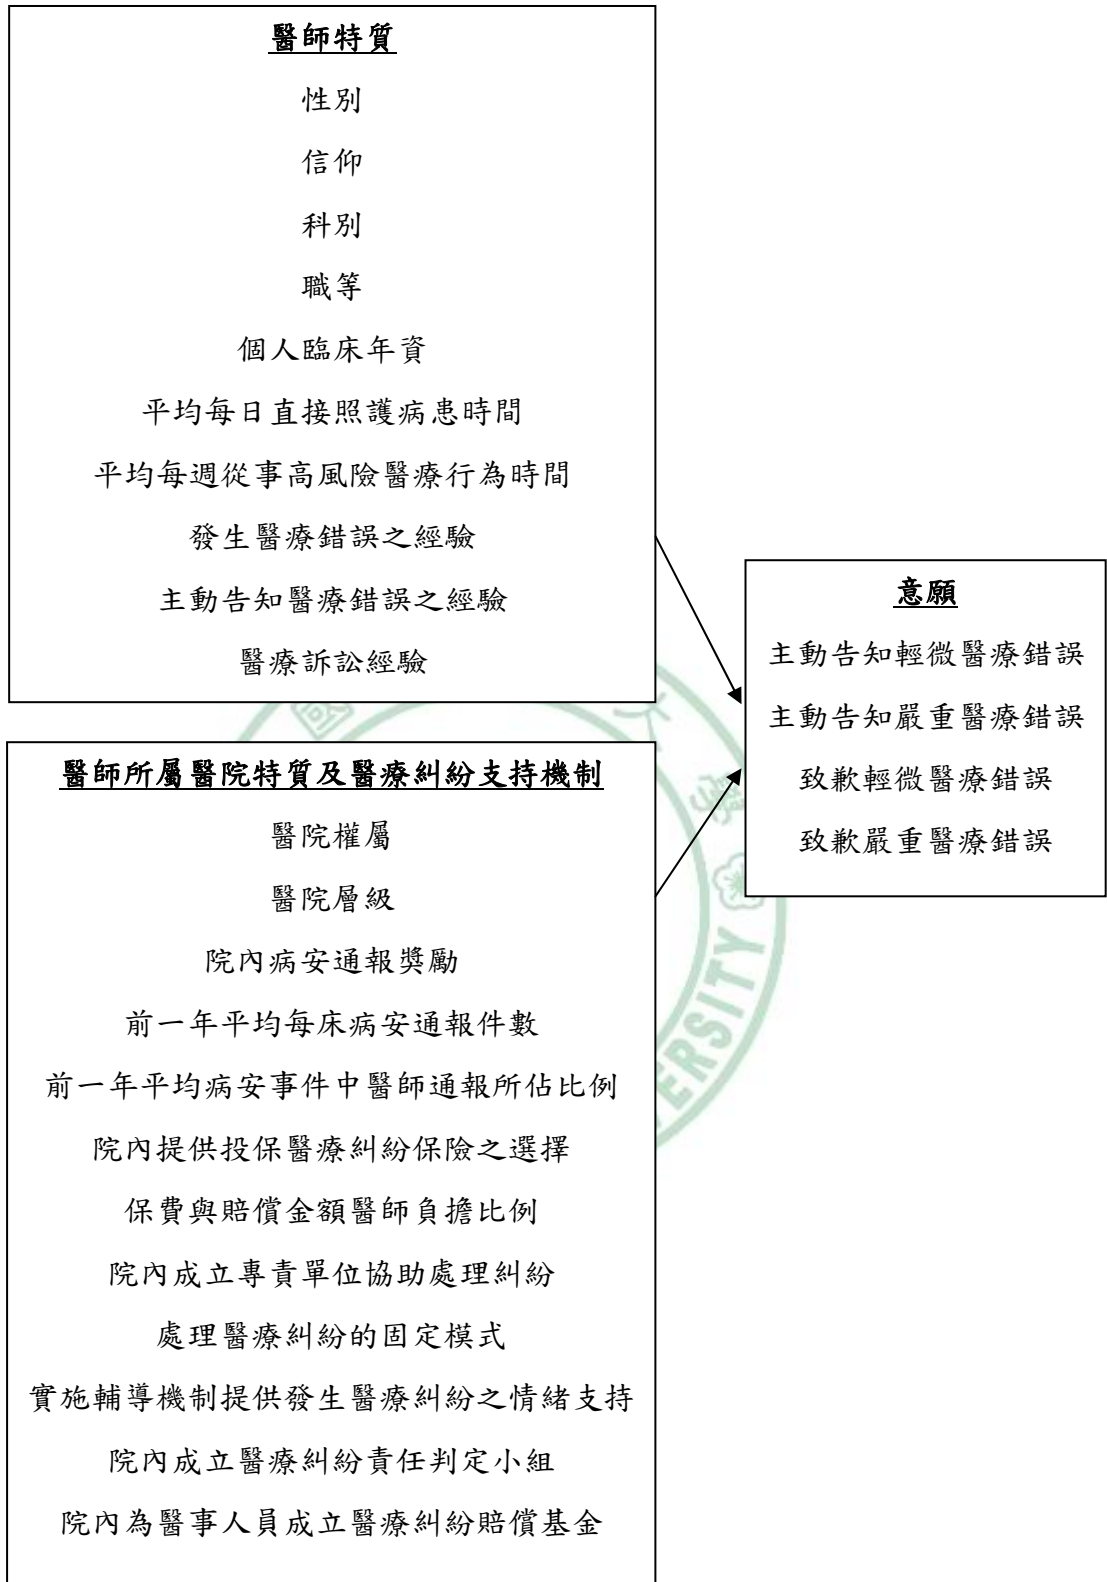 醫師特質
性別
信仰
科別
職等
個人臨床年資
平均每日直接照護病患時間
平均每週從事高風險醫療行為時間
發生醫療錯誤之經驗
主動告知醫療錯誤之經驗
醫療訴訟經驗
醫師所屬醫院特質及醫療糾紛支持機制
醫院權屬
醫院層級
院內病安通報獎勵
前一年平均每床病安通報件數
前一年平均病安事件中醫師通報所佔比例
院內提供投保醫療糾紛保險之選擇
保費與賠償金額醫師負擔比例
院內成立專責單位協助處理糾紛
處理醫療糾紛的固定模式
實施輔導機制提供發生醫療糾紛之情緒支持
院內成立醫療糾紛責任判定小組
院內為醫事人員成立醫療糾紛賠償基金
意願
主動告知輕微醫療錯誤
主動告知嚴重醫療錯誤
致歉輕微醫療錯誤
致歉嚴重醫療錯誤
國
大
學
ERSITY